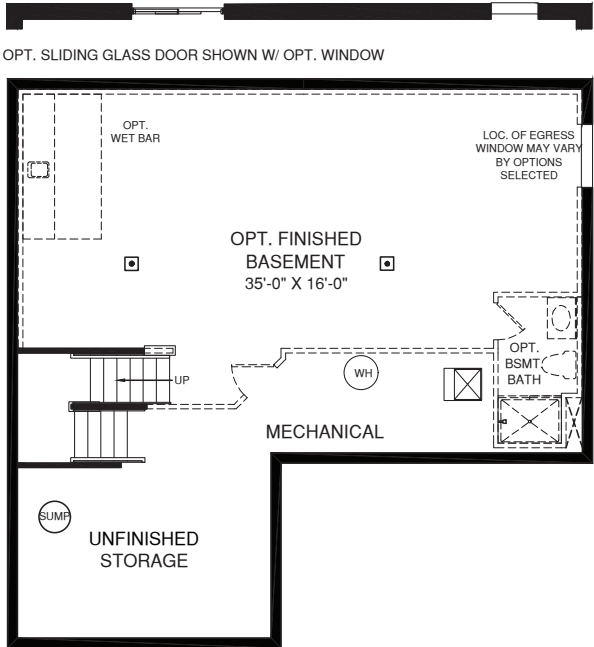 OPT. SLIDING GLASS DOOR SHOWN W/ OPT. WINDOW
OPT.
WET BAR
LOC. OF EGRESS
WINDOW MAY VARY
BY OPTIONS
SELECTED
OPT. FINISHED
BASEMENT
35'-0" X 16'-0"
OPT.
BSMT.
BATH
UP
WH
MECHANICAL
SUMP
UNFINISHED
STORAGE